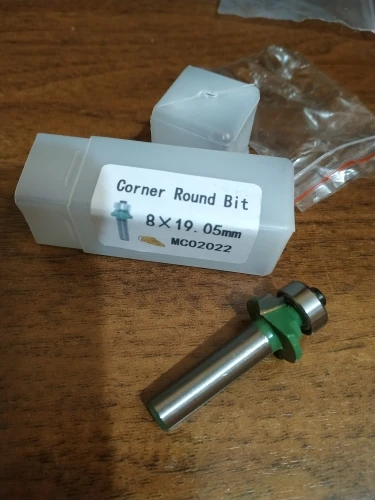 Corner Round Bit
8×19.05mm
MC02022